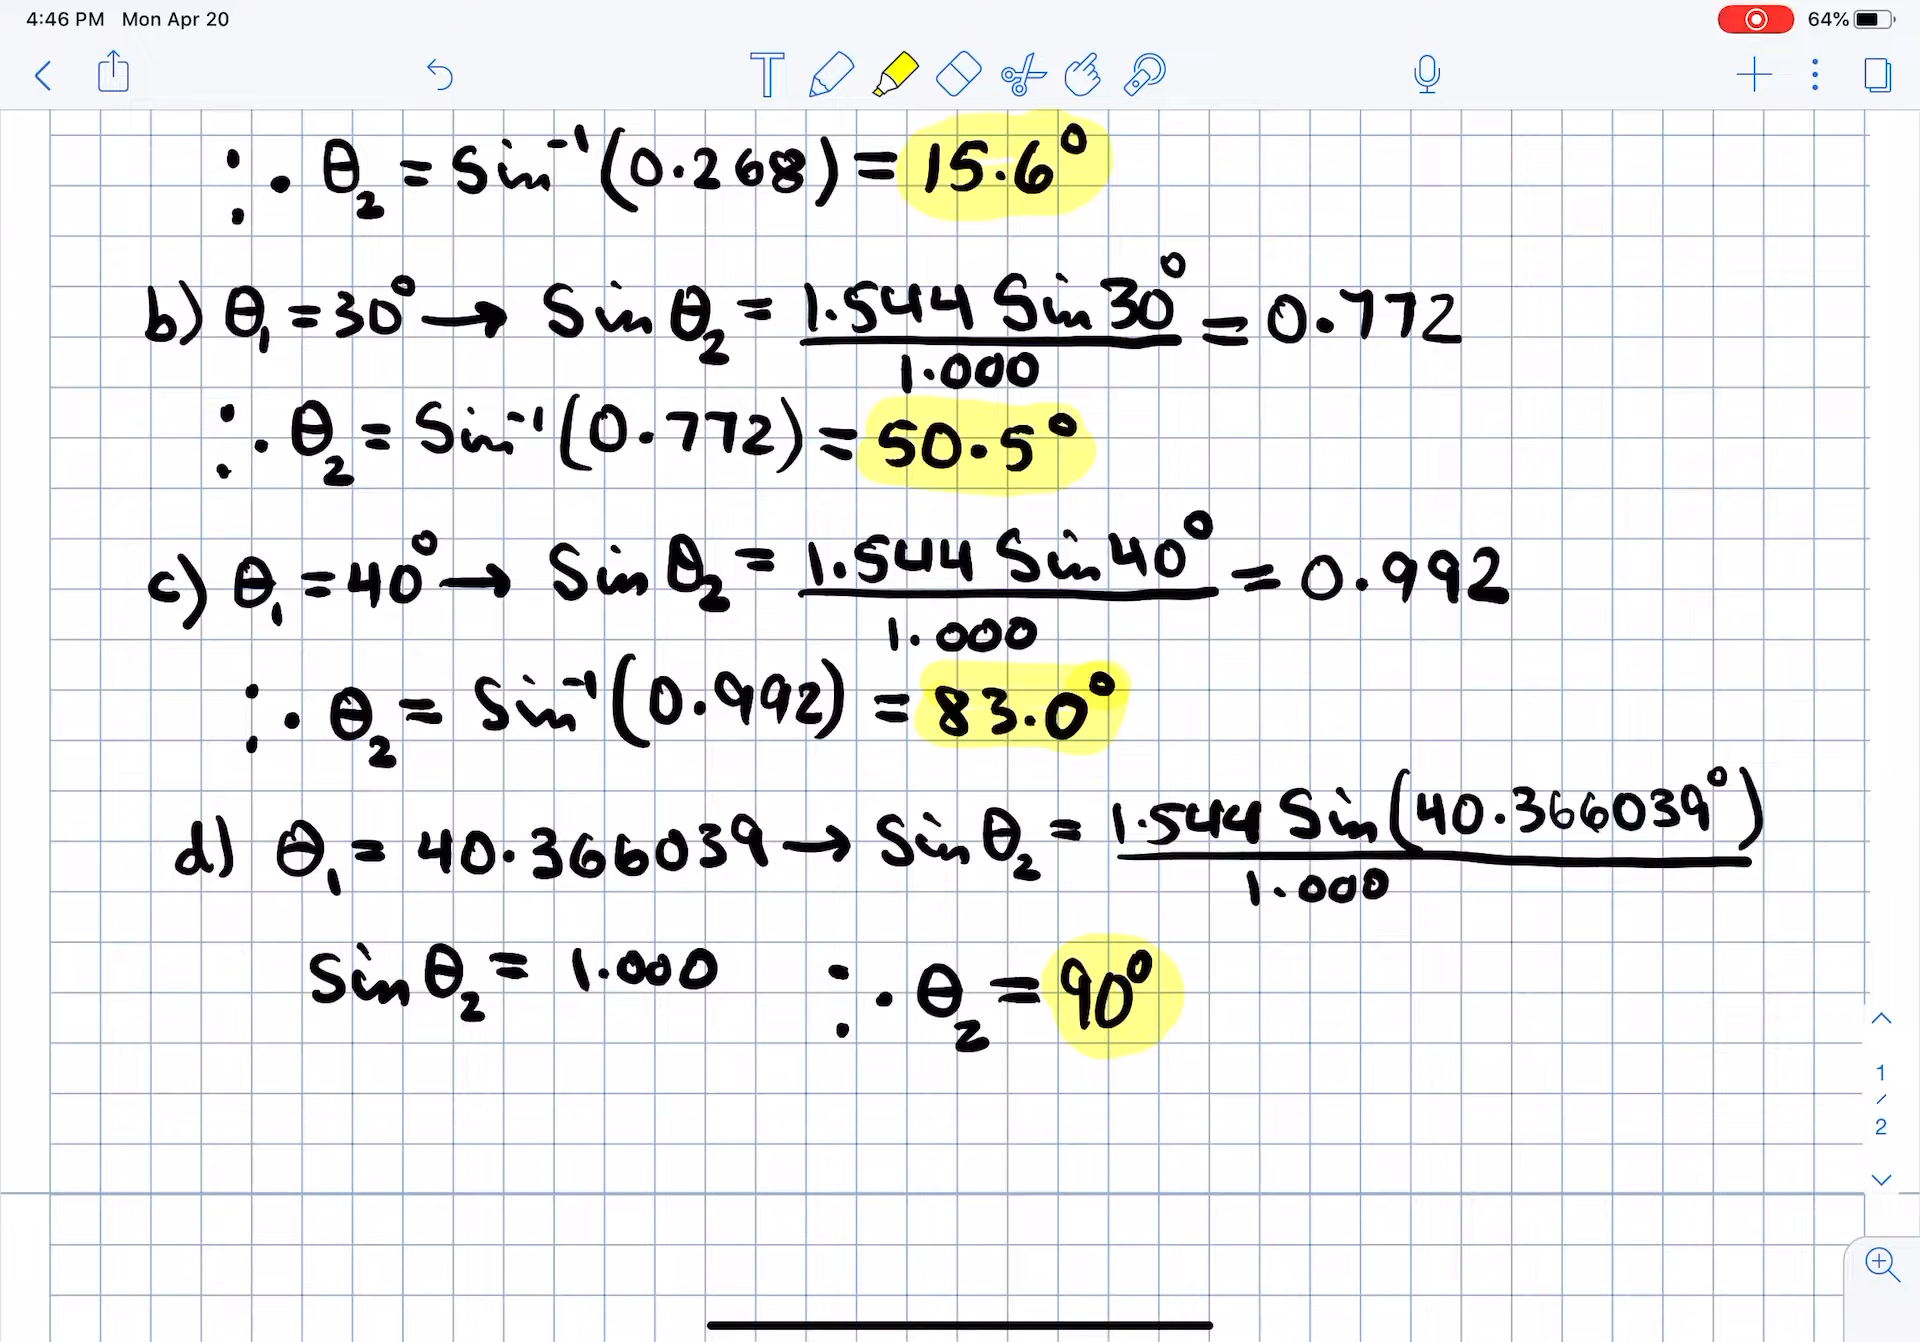 4:46 PM Mon Apr 20 64%
∴ θ₂ = Sin⁻¹(0.268) = 15.6°
b) θ₁ = 30° → Sin θ₂ = 1.544 Sin 30° / 1.000 = 0.772
∴ θ₂ = Sin⁻¹(0.772) = 50.5°
c) θ₁ = 40° → Sin θ₂ = 1.544 Sin 40° / 1.000 = 0.992
∴ θ₂ = Sin⁻¹(0.992) = 83.0°
d) θ₁ = 40.366039 → Sin θ₂ = 1.544 Sin(40.366039°) / 1.000
Sin θ₂ = 1.000 ∴ θ₂ = 90°
1
/
2